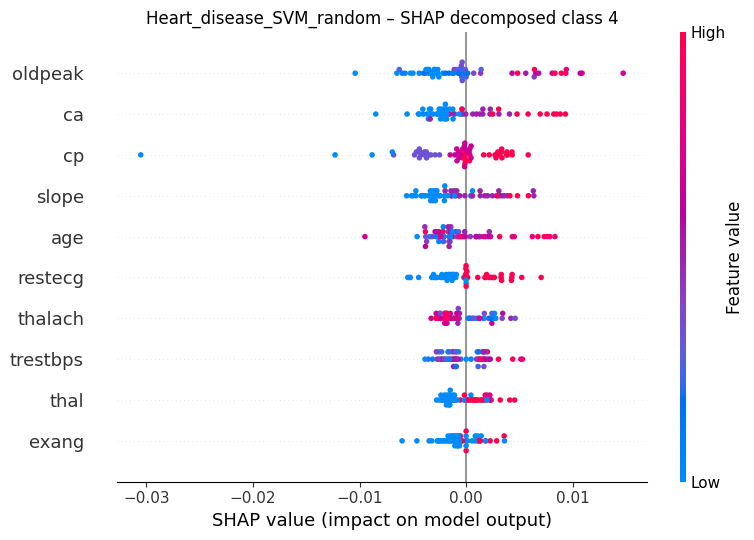 Heart_disease_SVM_random – SHAP decomposed class 4
High
oldpeak
ca
cp
slope
age
restecg
thalach
trestbps
thal
exang
Feature value
Low
−0.03 −0.02 −0.01 0.00 0.01
SHAP value (impact on model output)